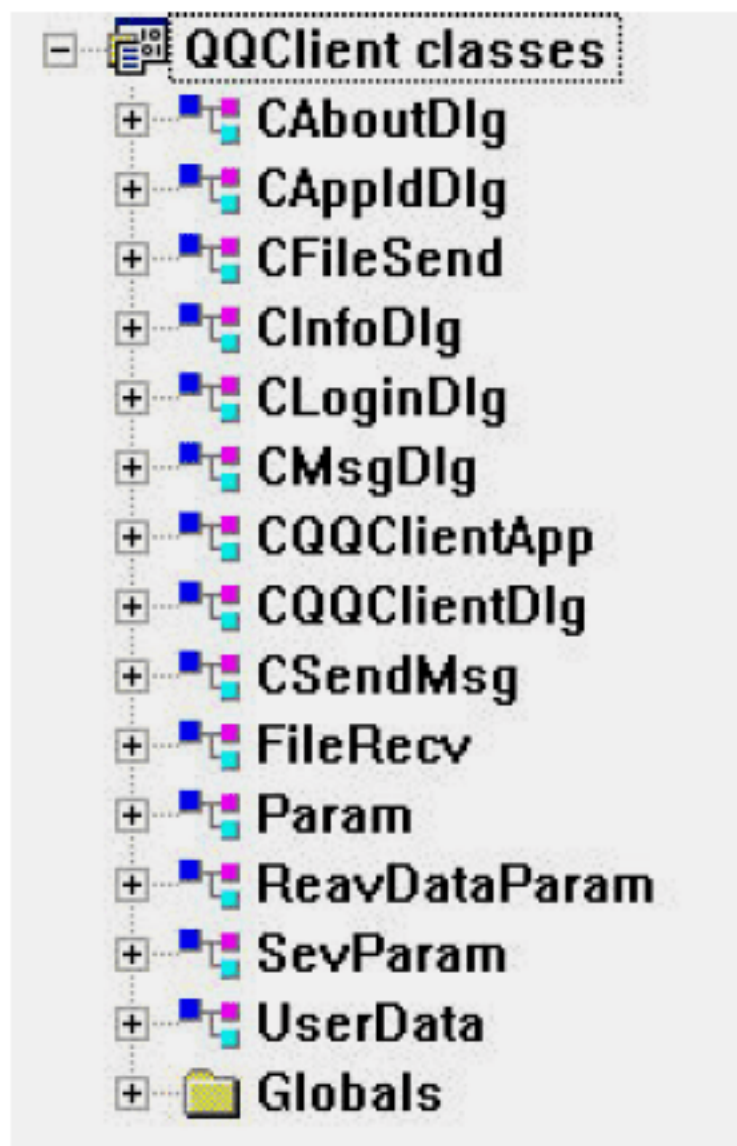 QQClient classes
CAboutDlg
CAppIdDlg
CFileSend
CInfoDlg
CLoginDlg
CMsgDlg
CQQClientApp
CQQClientDlg
CSendMsg
FileRecv
Param
ReavDataParam
SevParam
UserData
Globals